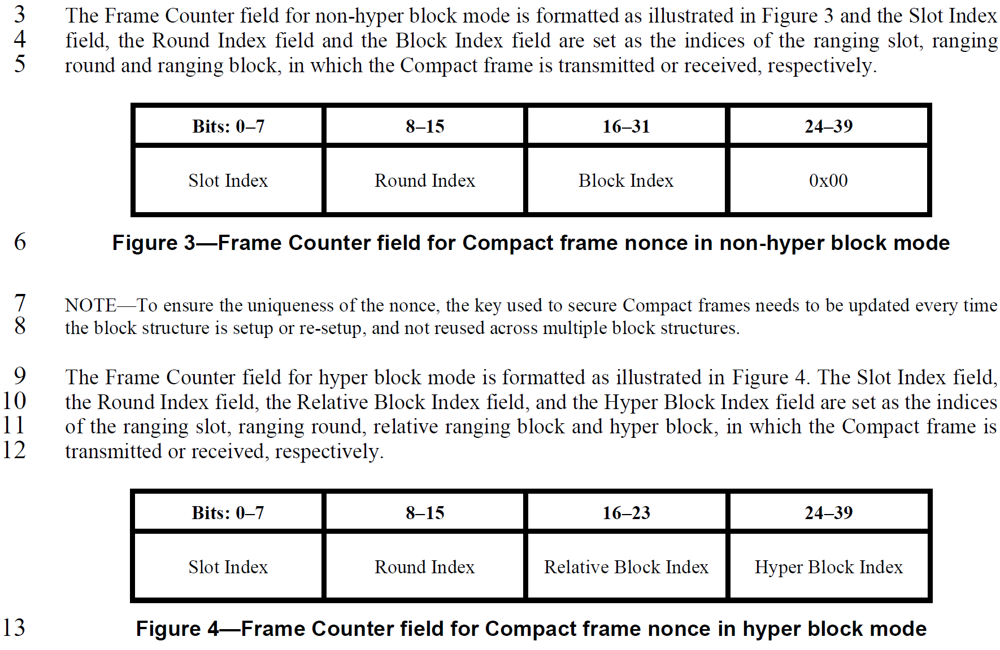 3 The Frame Counter field for non-hyper block mode is formatted as illustrated in Figure 3 and the Slot Index
4 field, the Round Index field and the Block Index field are set as the indices of the ranging slot, ranging
5 round and ranging block, in which the Compact frame is transmitted or received, respectively.
Bits: 0–7 8–15 16–31 24–39
Slot Index Round Index Block Index 0x00
6 Figure 3—Frame Counter field for Compact frame nonce in non-hyper block mode
7 NOTE—To ensure the uniqueness of the nonce, the key used to secure Compact frames needs to be updated every time
8 the block structure is setup or re-setup, and not reused across multiple block structures.
9 The Frame Counter field for hyper block mode is formatted as illustrated in Figure 4. The Slot Index field,
10 the Round Index field, the Relative Block Index field, and the Hyper Block Index field are set as the indices
11 of the ranging slot, ranging round, relative ranging block and hyper block, in which the Compact frame is
12 transmitted or received, respectively.
Bits: 0–7 8–15 16–23 24–39
Slot Index Round Index Relative Block Index Hyper Block Index
13 Figure 4—Frame Counter field for Compact frame nonce in hyper block mode